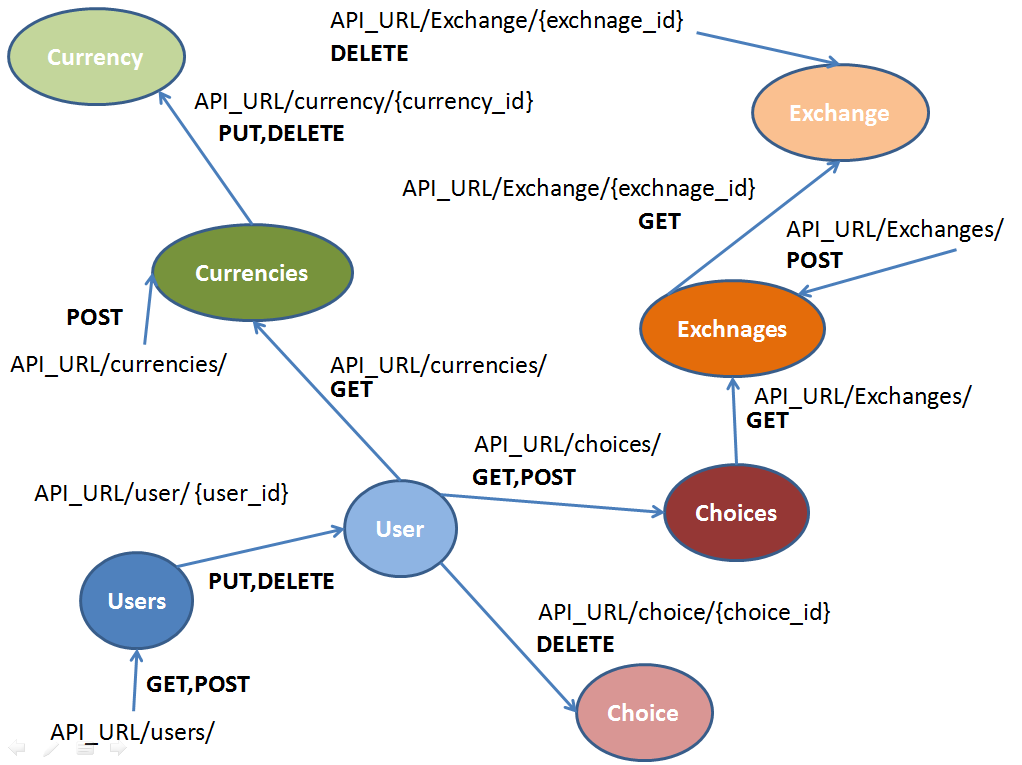 API_URL/Exchange/{exchnage_id}
DELETE
Currency
API_URL/currency/{currency_id}
PUT,DELETE
Exchange
API_URL/Exchange/{exchnage_id}
GET
API_URL/Exchanges/
POST
Currencies
POST
API_URL/currencies/
Exchnages
API_URL/currencies/
GET
API_URL/Exchanges/
GET
API_URL/choices/
GET,POST
API_URL/user/ {user_id}
User
Choices
PUT,DELETE
Users
API_URL/choice/{choice_id}
DELETE
GET,POST
API_URL/users/
Choice